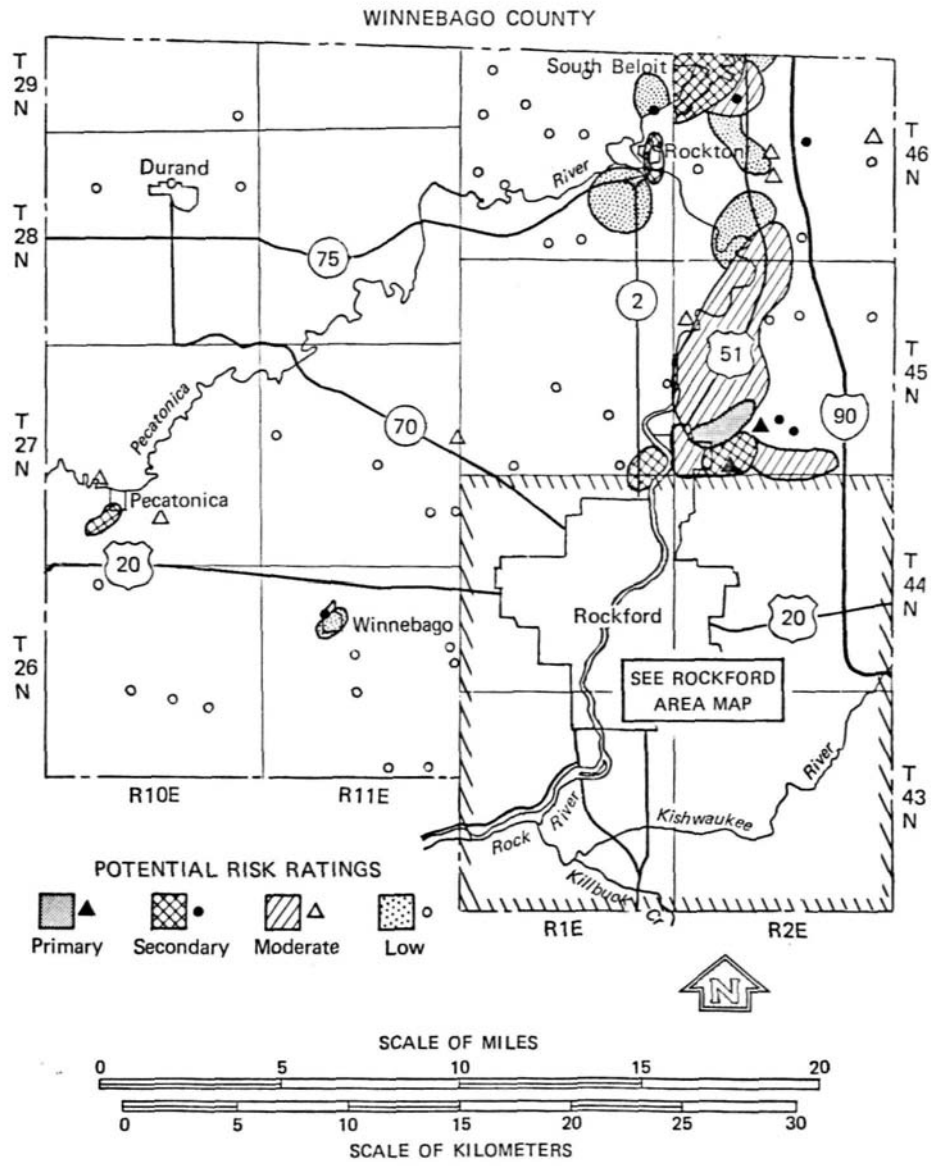 WINNEBAGO COUNTY
T
29
N
South Beloit
T
46
N
Durand
River
Rockton
T
28
N
75
2
51
T
45
N
Pecatonica
70
90
T
27
N
Pecatonica
20
T
44
N
Rockford
20
Winnebago
T
26
N
SEE ROCKFORD
AREA MAP
R10E
R11E
River
T
43
N
Rock
River
Kishwaukee
Killbuck
Cr
R1E
R2E
POTENTIAL RISK RATINGS
Primary
Secondary
Moderate
Low
N
SCALE OF MILES
0 5 10 15 20
0 5 10 15 20 25 30
SCALE OF KILOMETERS